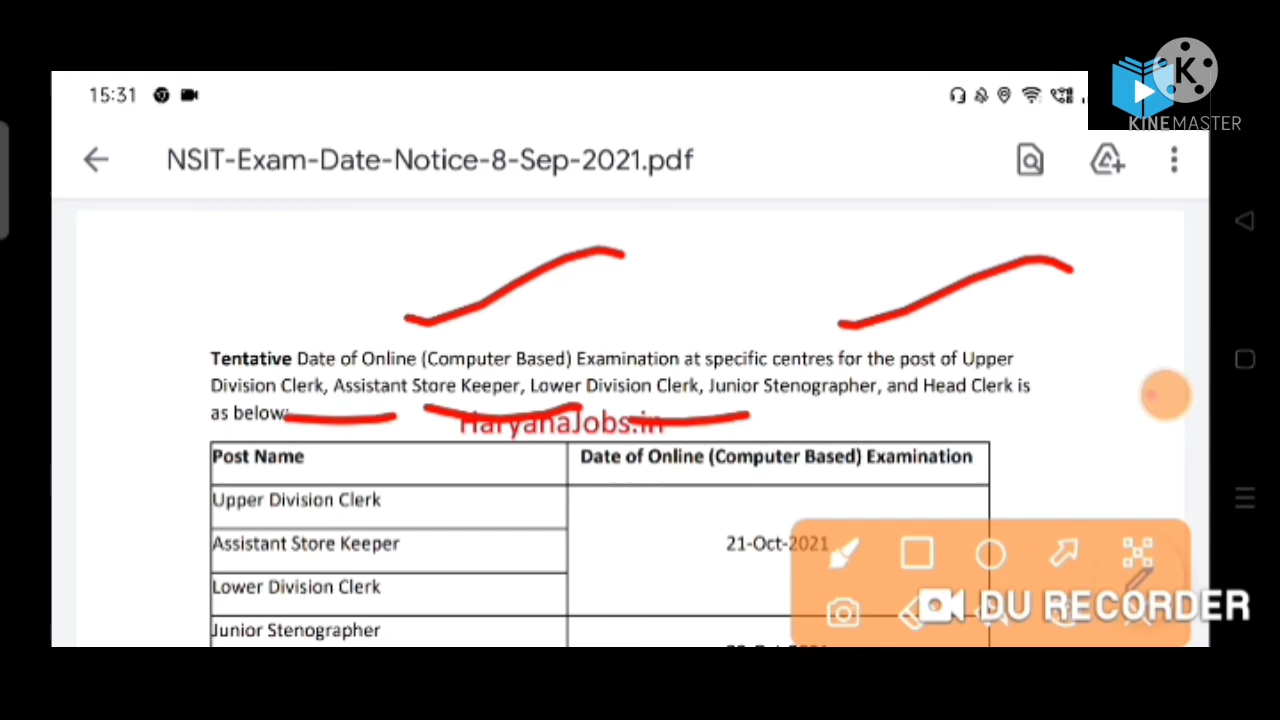 15:31
KINEMASTER
NSIT-Exam-Date-Notice-8-Sep-2021.pdf
Tentative Date of Online (Computer Based) Examination at specific centres for the post of Upper
Division Clerk, Assistant Store Keeper, Lower Division Clerk, Junior Stenographer, and Head Clerk is
as below:
HaryanaJobs.in
Post Name Date of Online (Computer Based) Examination
Upper Division Clerk
Assistant Store Keeper 21-Oct-2021
Lower Division Clerk
DU RECORDER
Junior Stenographer